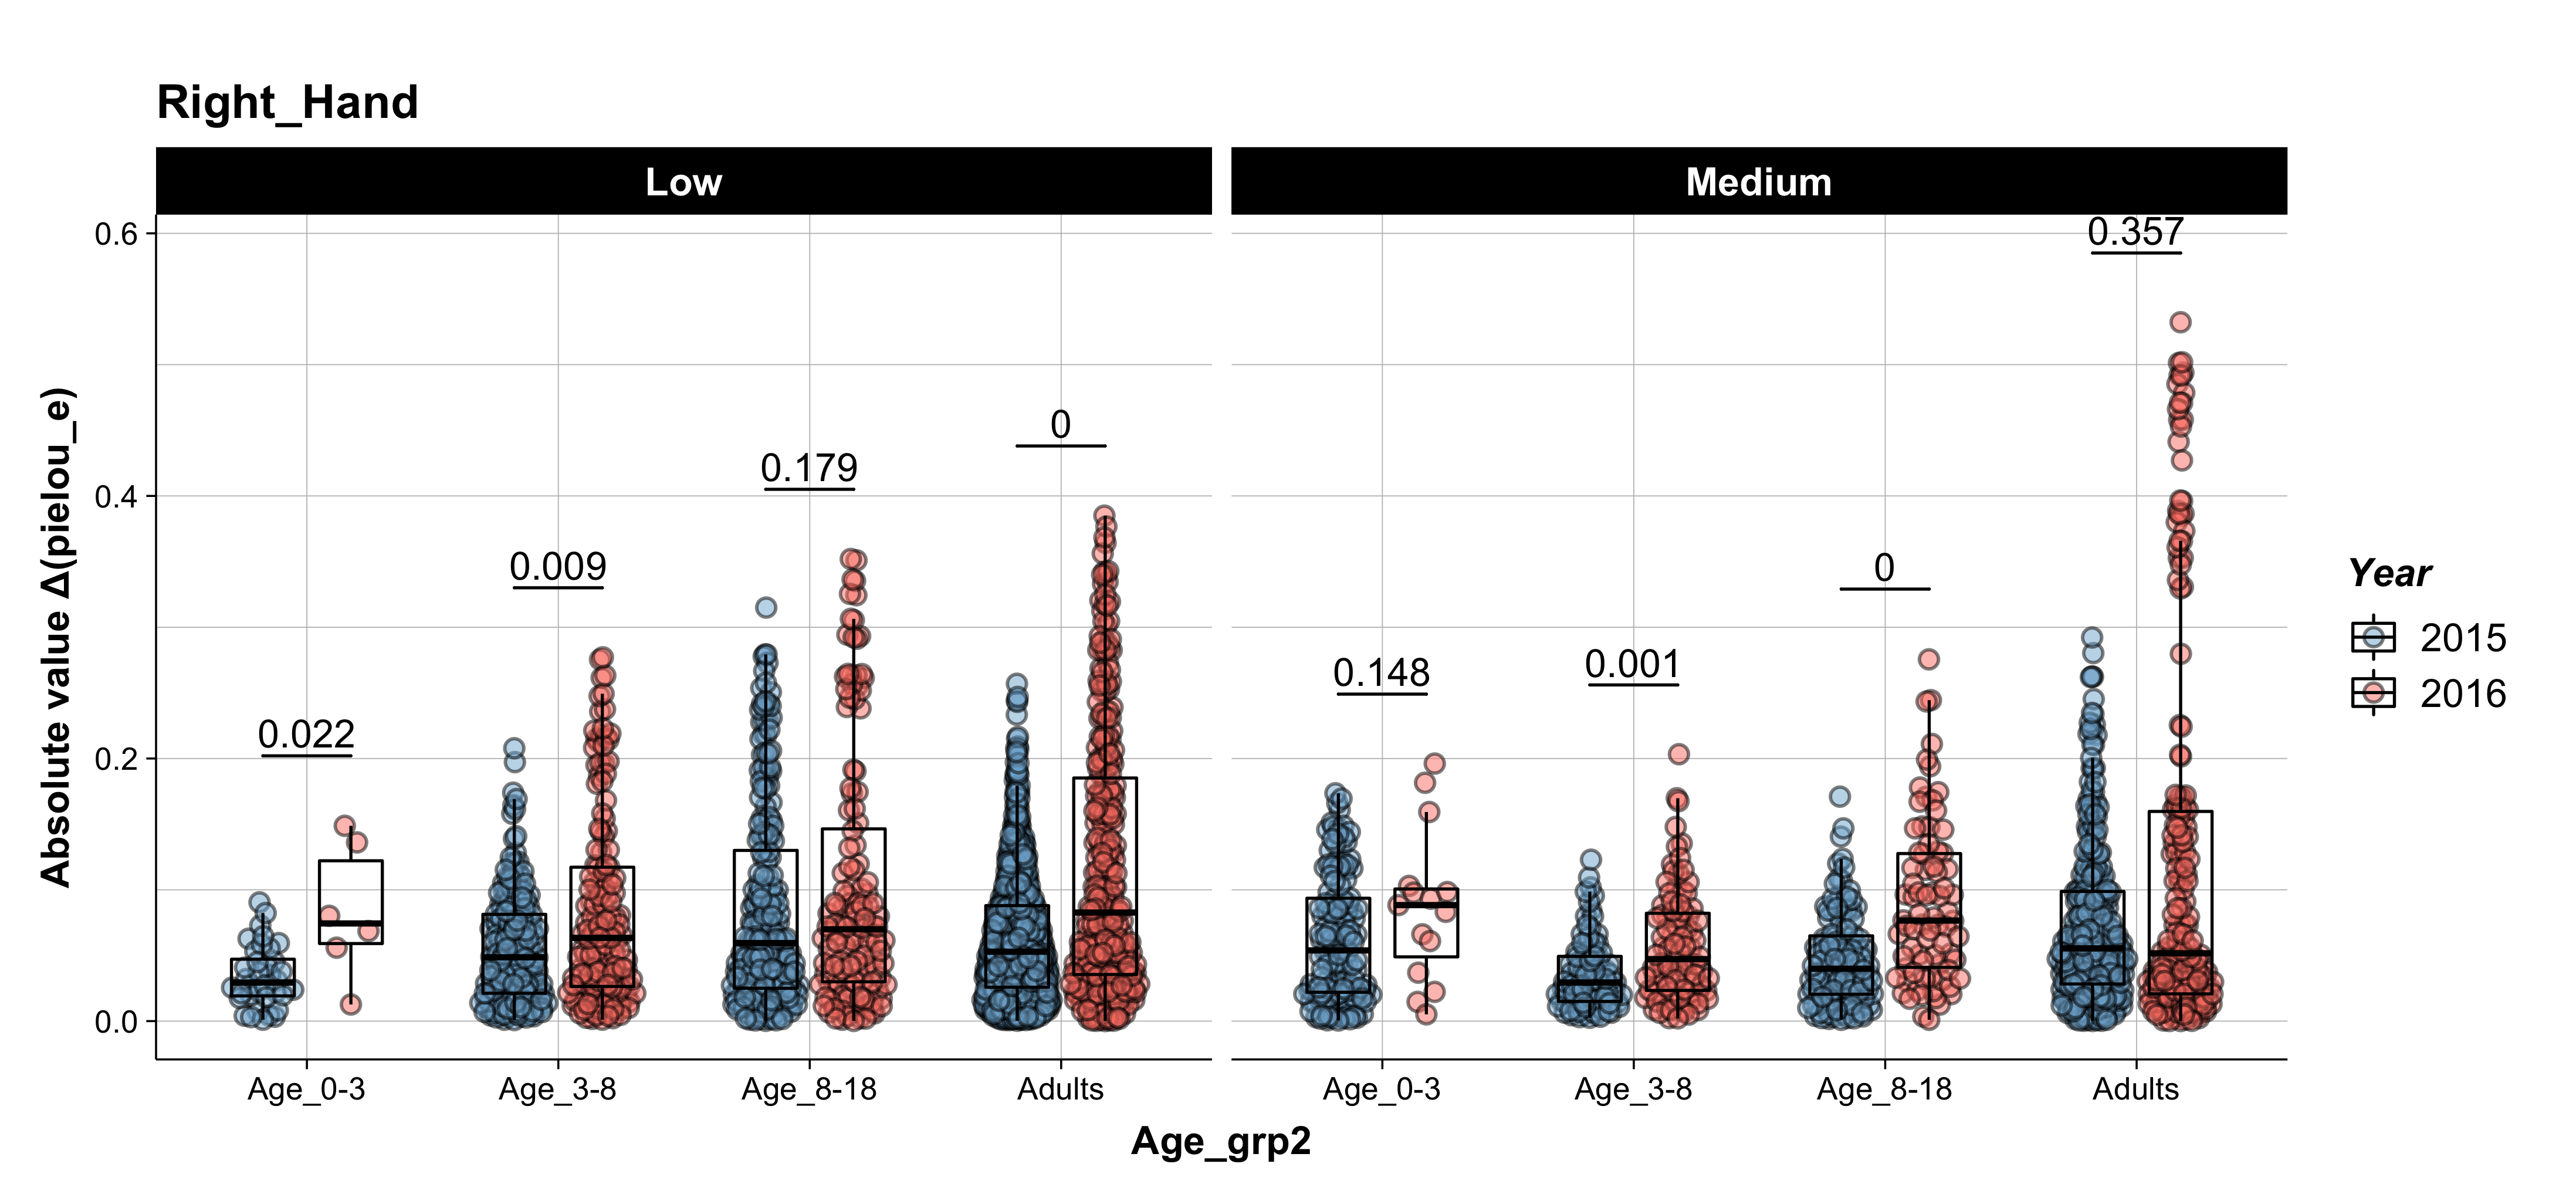 Right_Hand
Low
Medium
Absolute value Δ(pielou_e)
0.6
0.4
0.2
0.0
0.022
0.009
0.179
0
0.148
0.001
0
0.357
Age_0-3
Age_3-8
Age_8-18
Adults
Age_0-3
Age_3-8
Age_8-18
Adults
Age_grp2
Year
2015
2016